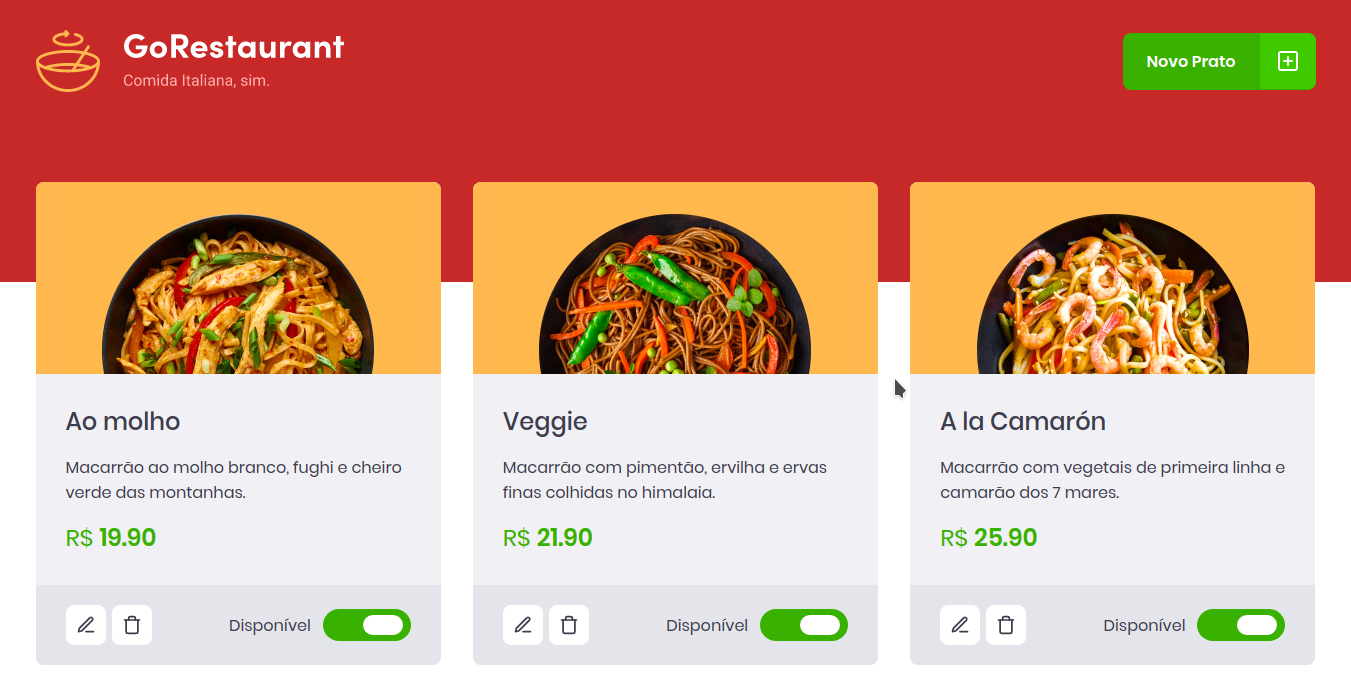 GoRestaurant
Comida Italiana, sim.
Novo Prato
Ao molho
Macarrão ao molho branco, fughi e cheiro
verde das montanhas.
R$ 19.90
Disponível
Veggie
Macarrão com pimentão, ervilha e ervas
finas colhidas no himalaia.
R$ 21.90
Disponível
A la Camarón
Macarrão com vegetais de primeira linha e
camarão dos 7 mares.
R$ 25.90
Disponível